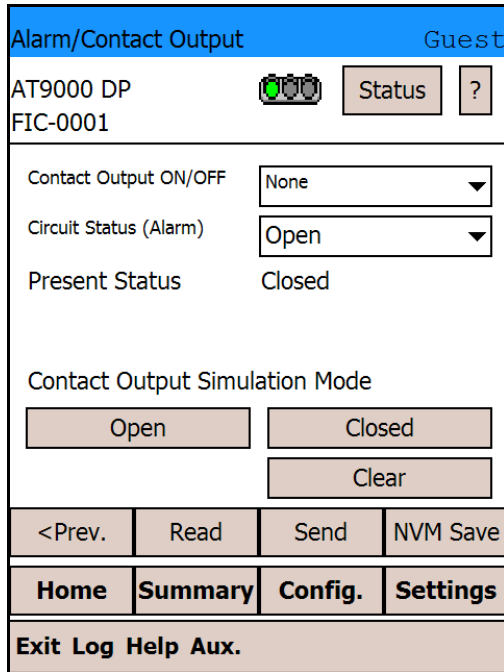 Alarm/Contact Output Guest
AT9000 DP
Status ?
FIC-0001
Contact Output ON/OFF None
Circuit Status (Alarm) Open
Present Status Closed
Contact Output Simulation Mode
Open Closed
Clear
<Prev. Read Send NVM Save
Home Summary Config. Settings
Exit Log Help Aux.